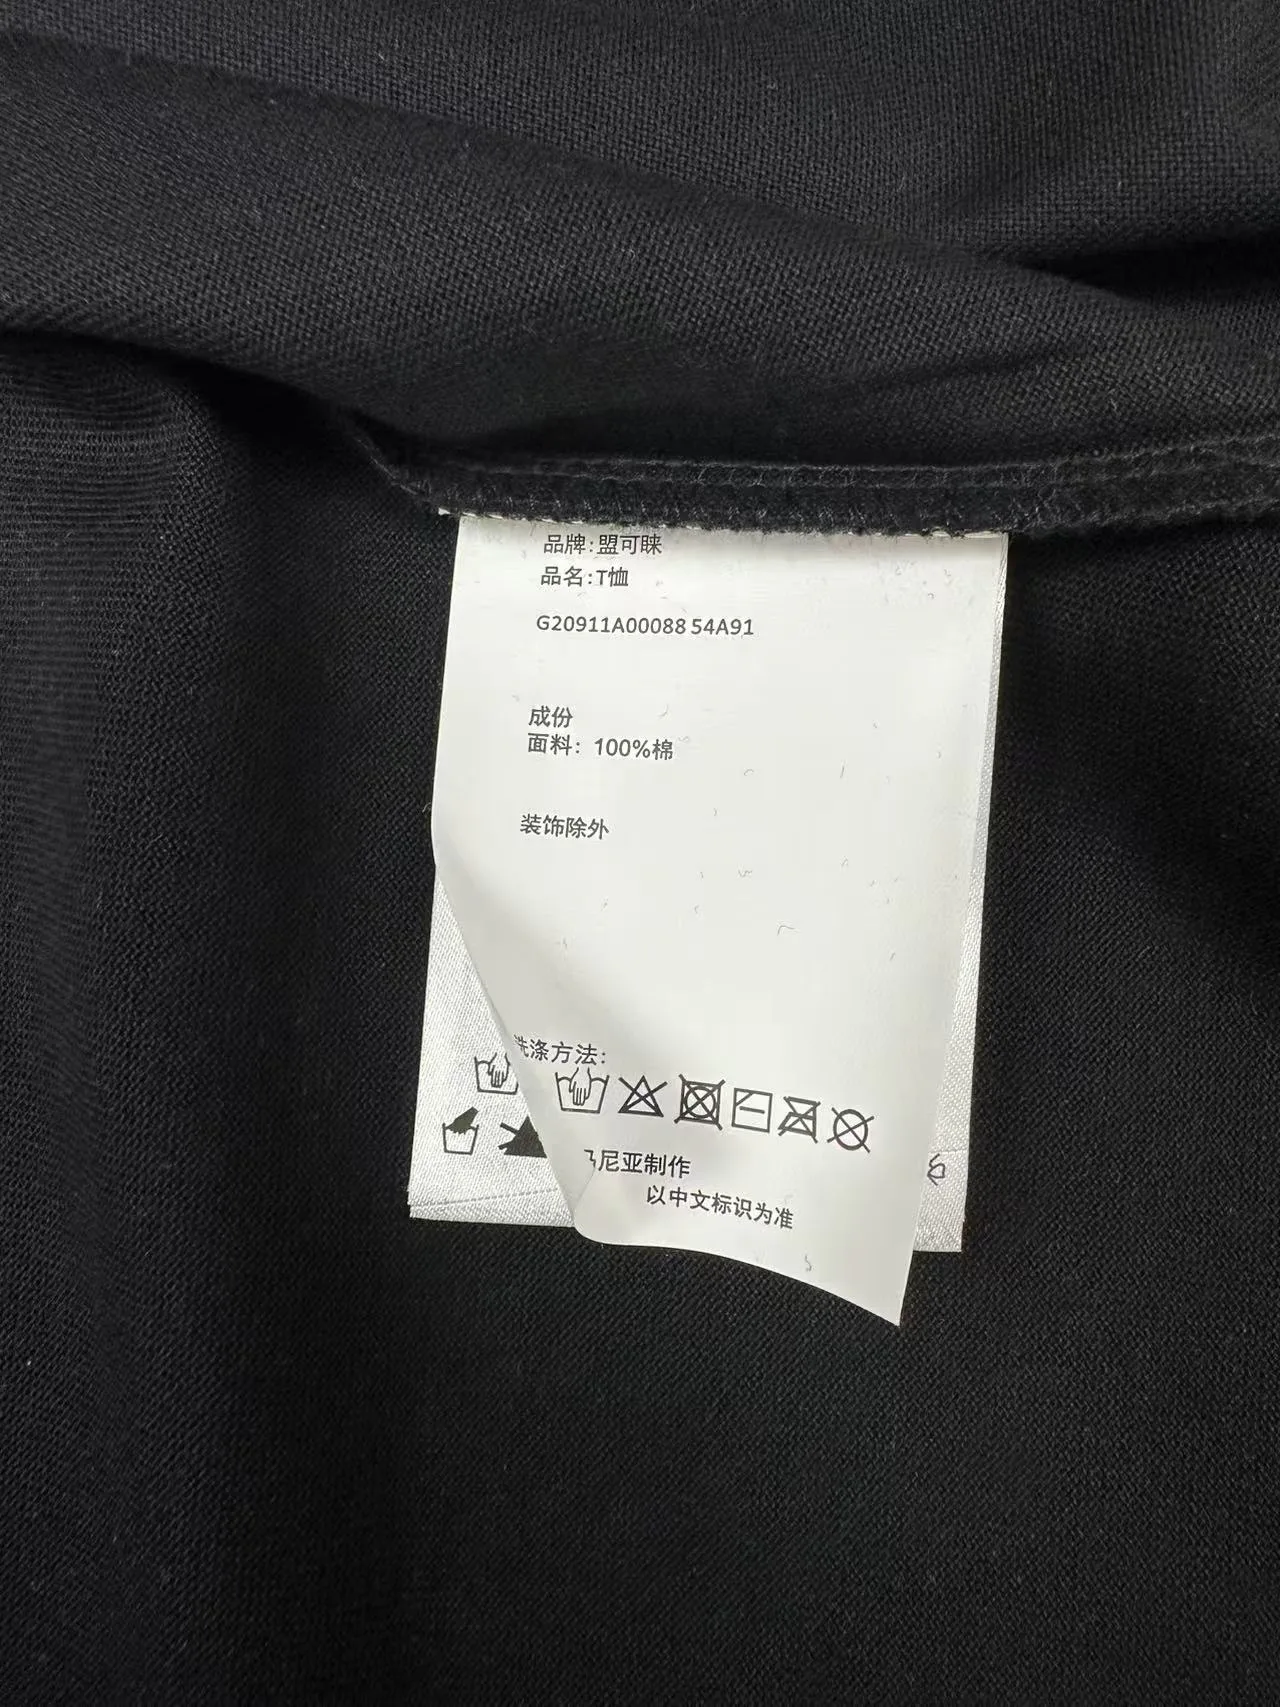 品牌:盟可睐
品名:T恤
G20911A00088 54A91
成份
面料：100%棉
装饰除外
洗涤方法:
尼亚制作
以中文标识为准